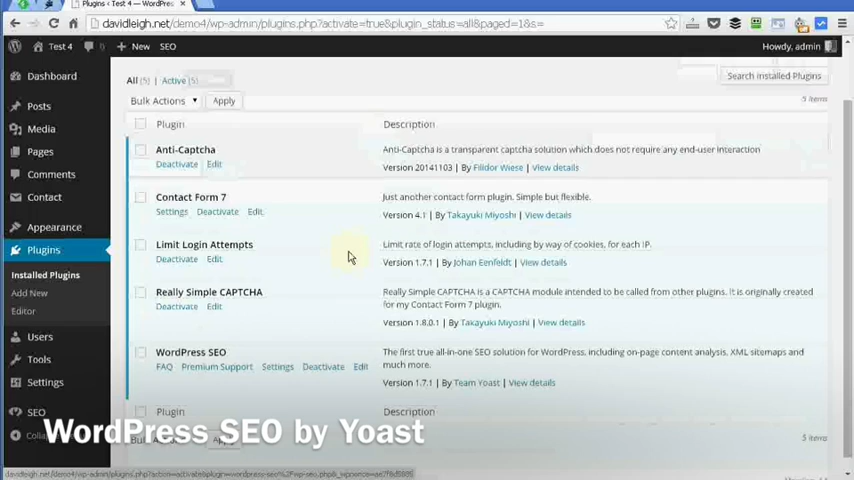 Plugins ‹ Test 4 — WordPres
davidleigh.net/demo4/wp-admin/plugins.php?activate=true&plugin_status=all&paged=1&s=
Test 4 0 + New SEO Howdy, admin
Dashboard
Posts
Media
Pages
Comments
Contact
Appearance
Plugins
Installed Plugins
Add New
Editor
Users
Tools
Settings
SEO
All (5) | Active (5)
Search Installed Plugins
Bulk Actions Apply 5 items
Plugin Description
Anti-Captcha Anti-Captcha is a transparent captcha solution which does not require any end-user interaction
Deactivate | Edit Version 20141103 | By Filidor Wiese | View details
Contact Form 7 Just another contact form plugin. Simple but flexible.
Settings | Deactivate | Edit Version 4.1 | By Takayuki Miyoshi | View details
Limit Login Attempts Limit rate of login attempts, including by way of cookies, for each IP.
Deactivate | Edit Version 1.7.1 | By Johan Eenfeldt | View details
Really Simple CAPTCHA Really Simple CAPTCHA is a CAPTCHA module intended to be called from other plugins. It is originally created
for my Contact Form 7 plugin.
Deactivate | Edit Version 1.8.0.1 | By Takayuki Miyoshi | View details
WordPress SEO The first true all-in-one SEO solution for WordPress, including on-page content analysis, XML sitemaps and
much more.
FAQ | Premium Support | Settings | Deactivate | Edit Version 1.7.1 | By Team Yoast | View details
Plugin Description
5 items
WordPress SEO by Yoast